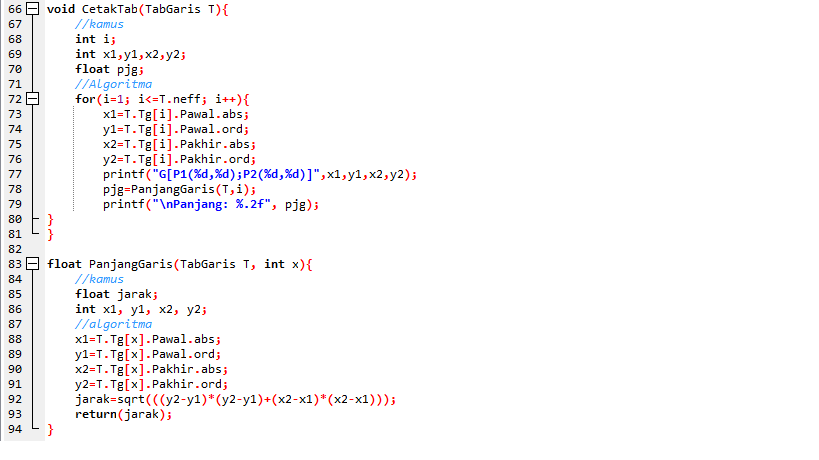 66 void CetakTab(TabGaris T){
67 //kamus
68 int i;
69 int x1,y1,x2,y2;
70 float pjg;
71 //Algoritma
72 for(i=1; i<=T.neff; i++){
73 x1=T.Tg[i].Pawal.abs;
74 y1=T.Tg[i].Pawal.ord;
75 x2=T.Tg[i].Pakhir.abs;
76 y2=T.Tg[i].Pakhir.ord;
77 printf("G[P1(%d,%d);P2(%d,%d)]",x1,y1,x2,y2);
78 pjg=PanjangGaris(T,i);
79 printf("\nPanjang: %.2f", pjg);
80 }
81 }
82
83 float PanjangGaris(TabGaris T, int x){
84 //kamus
85 float jarak;
86 int x1, y1, x2, y2;
87 //algoritma
88 x1=T.Tg[x].Pawal.abs;
89 y1=T.Tg[x].Pawal.ord;
90 x2=T.Tg[x].Pakhir.abs;
91 y2=T.Tg[x].Pakhir.ord;
92 jarak=sqrt(((y2-y1)*(y2-y1)+(x2-x1)*(x2-x1)));
93 return(jarak);
94 }